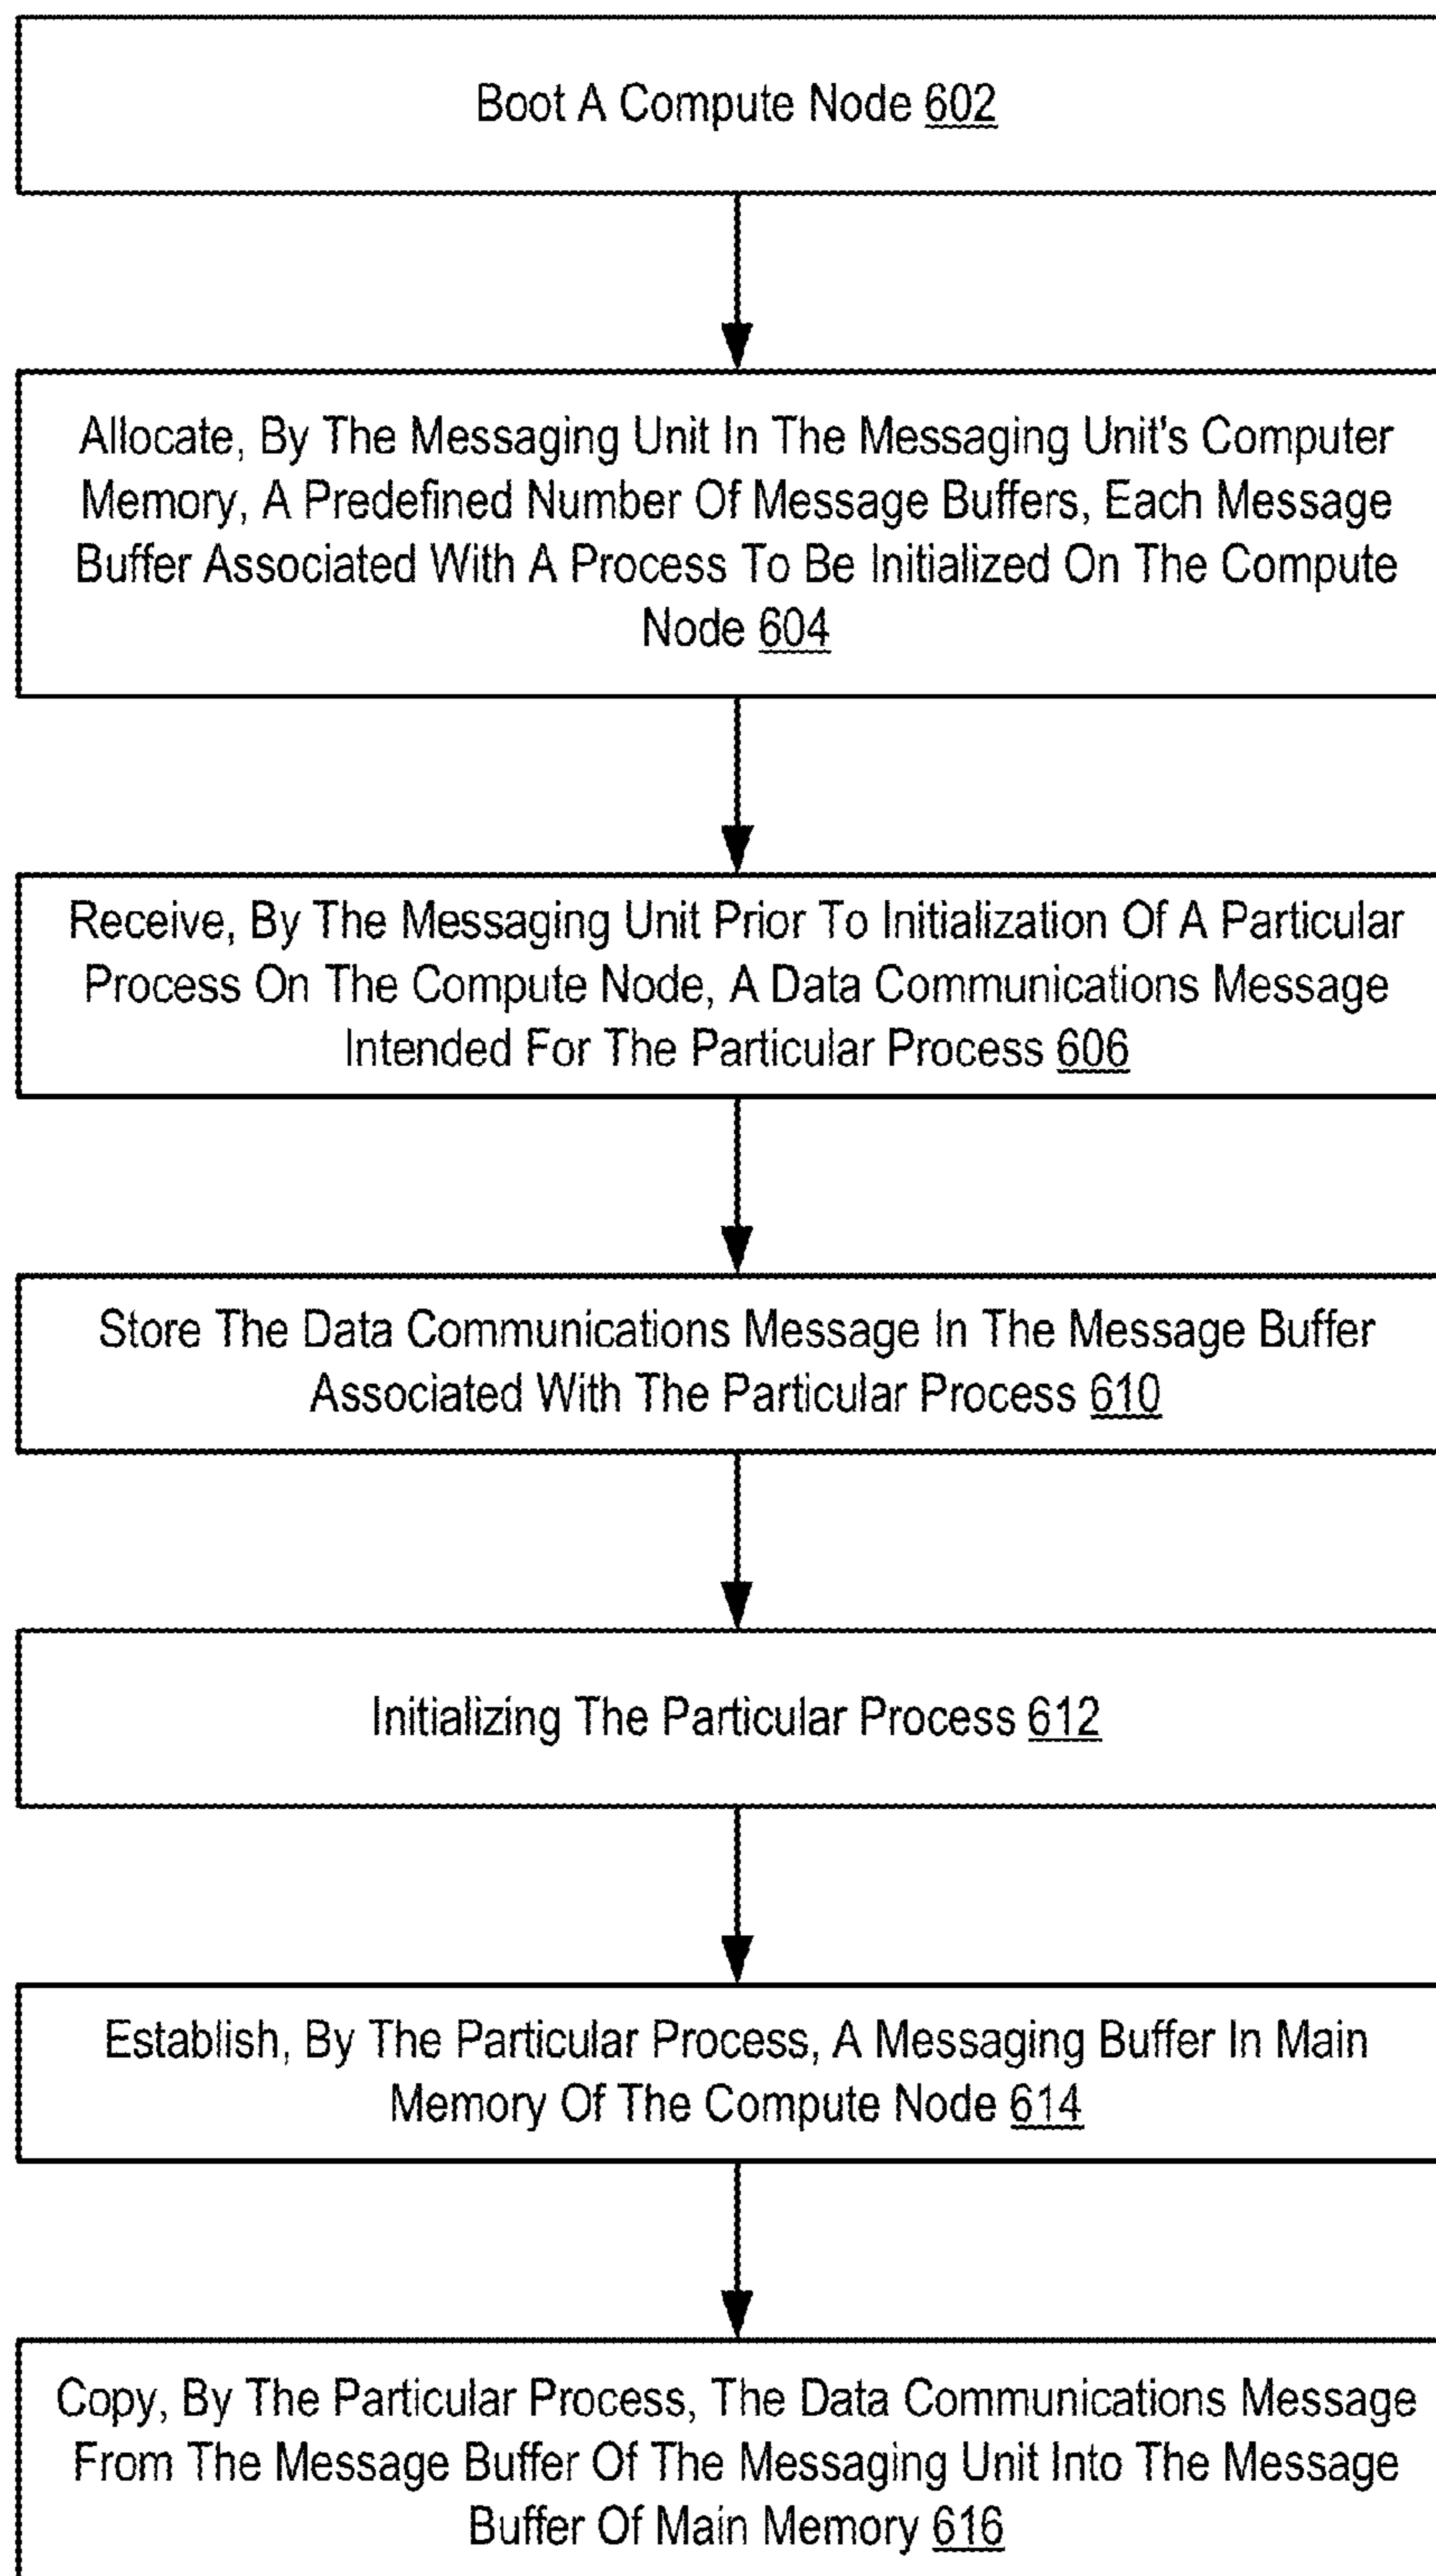 Boot A Compute Node 602
Allocate, By The Messaging Unit In The Messaging Unit's Computer
Memory, A Predefined Number Of Message Buffers, Each Message
Buffer Associated With A Process To Be Initialized On The Compute
Node 604
Receive, By The Messaging Unit Prior To Initialization Of A Particular
Process On The Compute Node, A Data Communications Message
Intended For The Particular Process 606
Store The Data Communications Message In The Message Buffer
Associated With The Particular Process 610
Initializing The Particular Process 612
Establish, By The Particular Process, A Messaging Buffer In Main
Memory Of The Compute Node 614
Copy, By The Particular Process, The Data Communications Message
From The Message Buffer Of The Messaging Unit Into The Message
Buffer Of Main Memory 616